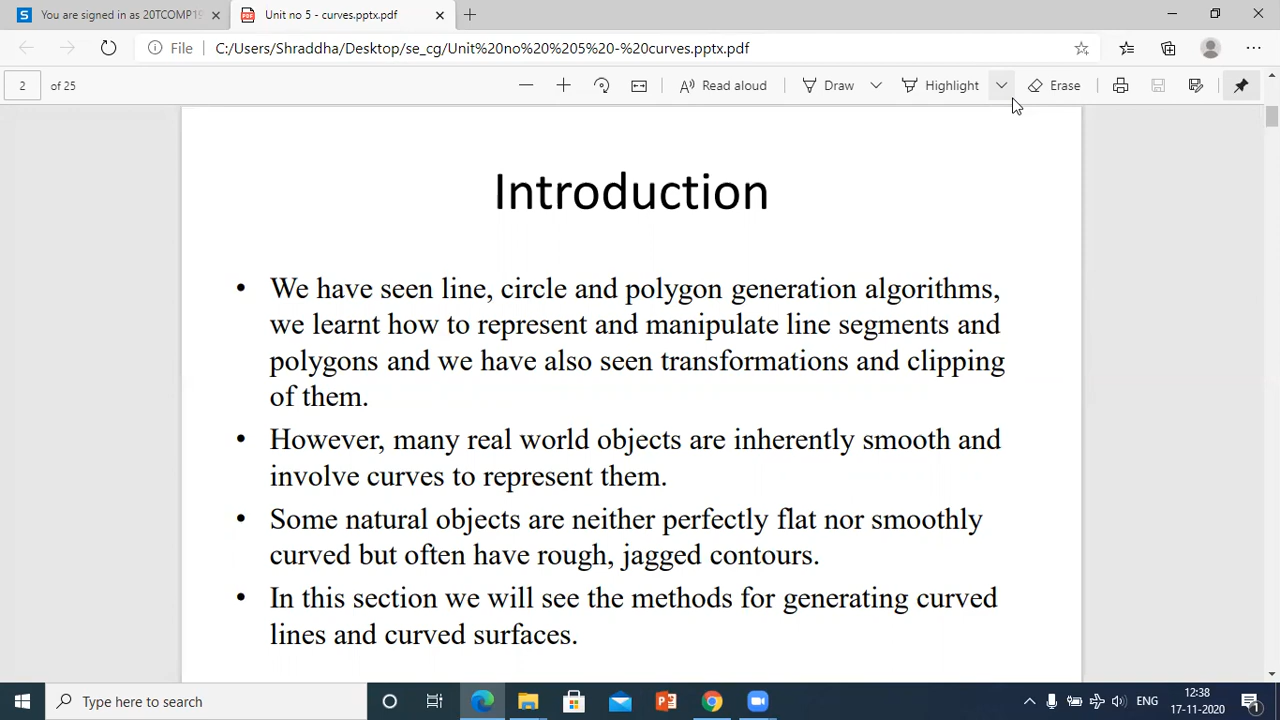 You are signed in as 20TCOMP19
Unit no 5 - curves.pptx.pdf
File
C:/Users/Shraddha/Desktop/se_cg/Unit%20no%20%205%20-%20curves.pptx.pdf
2 of 25
Read aloud
Draw
Highlight
Erase
Introduction
• We have seen line, circle and polygon generation algorithms,
we learnt how to represent and manipulate line segments and
polygons and we have also seen transformations and clipping
of them.
• However, many real world objects are inherently smooth and
involve curves to represent them.
• Some natural objects are neither perfectly flat nor smoothly
curved but often have rough, jagged contours.
• In this section we will see the methods for generating curved
lines and curved surfaces.
Type here to search
ENG
12:38
17-11-2020
1